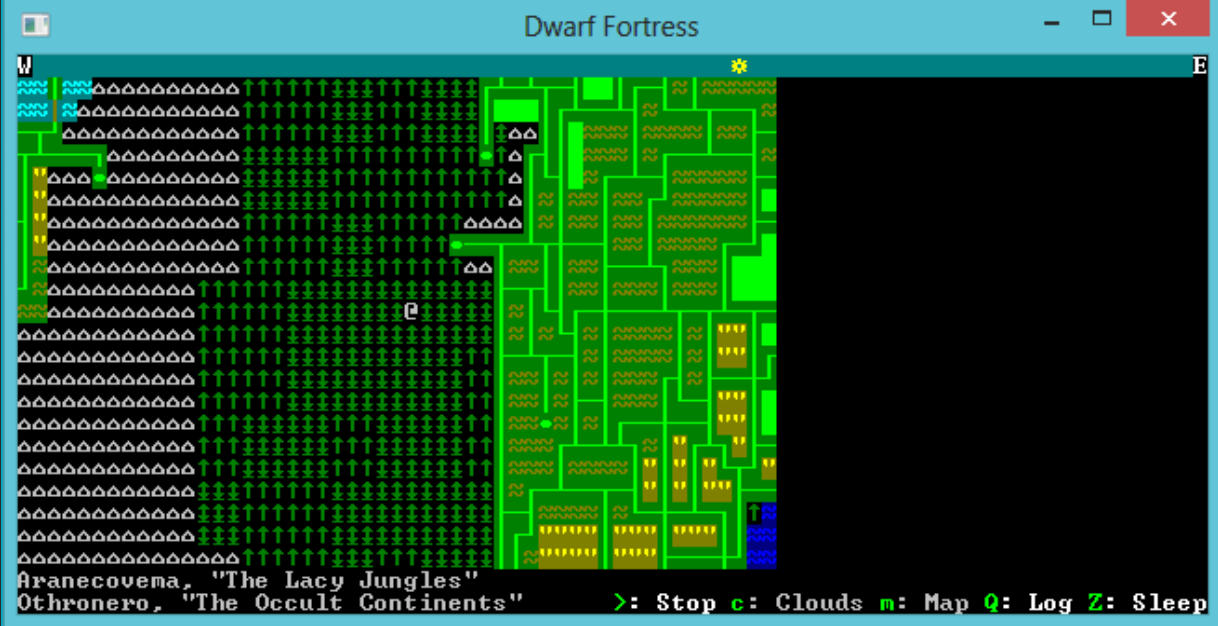 Dwarf Fortress
W E
@
Aranecovema, "The Lacy Jungles"
Othronero, "The Occult Continents" >: Stop c: Clouds m: Map Q: Log Z: Sleep